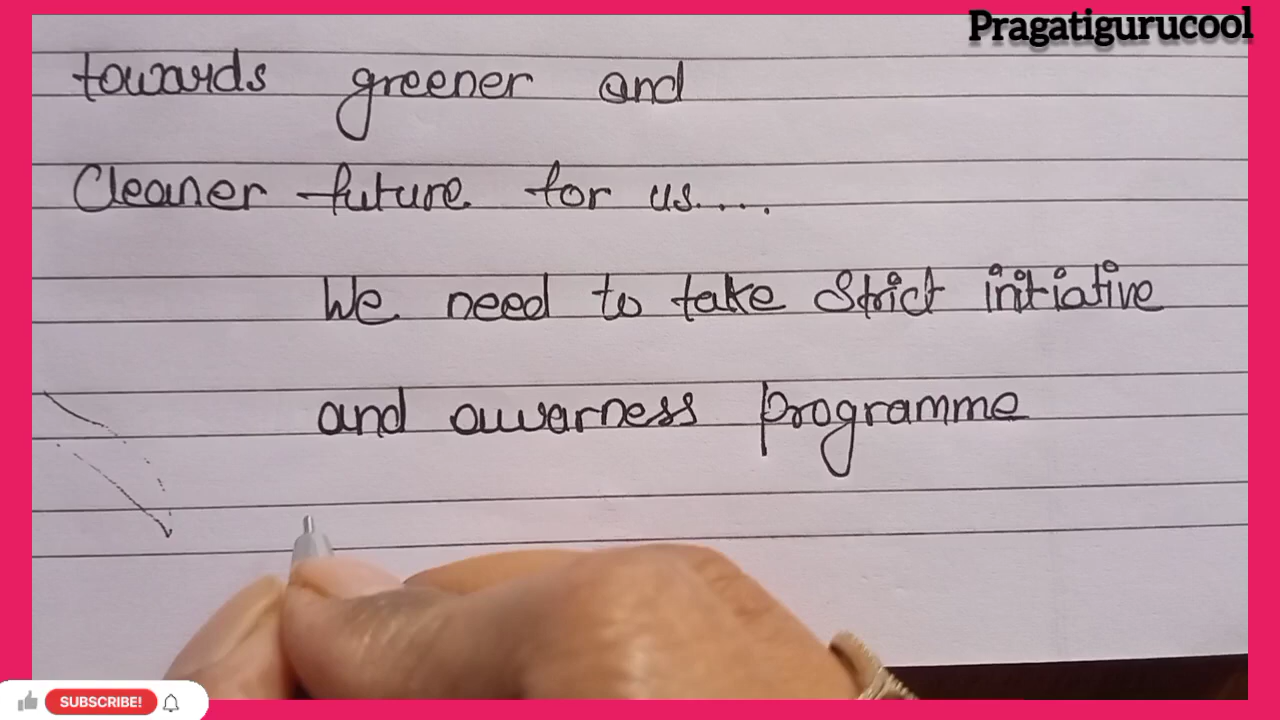 Pragatigurucool
towards greener and
Cleaner future for us....
We need to take Strict initiative
and awarness programme
SUBSCRIBE!